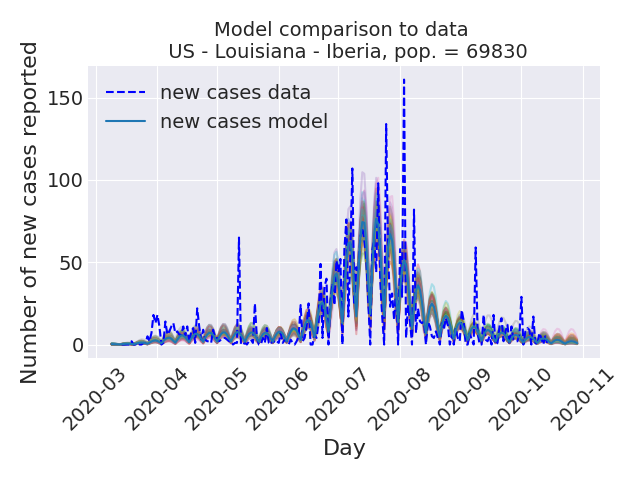 Model comparison to data
US - Louisiana - Iberia, pop. = 69830
Number of new cases reported
150
100
50
0
new cases data
new cases model
2020-03
2020-04
2020-05
2020-06
2020-07
2020-08
2020-09
2020-10
2020-11
Day